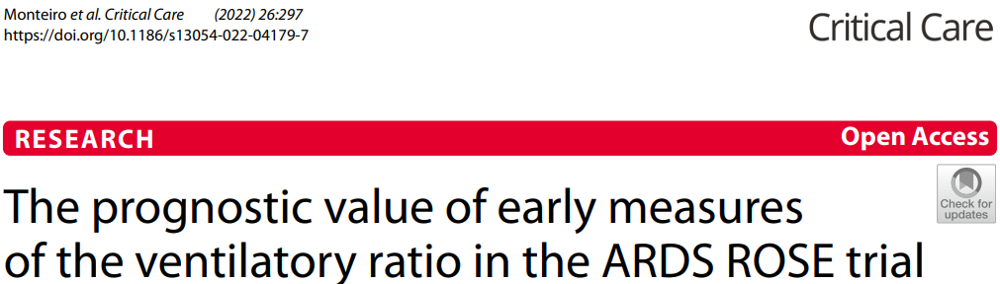 Monteiro et al. Critical Care (2022) 26:297
https://doi.org/10.1186/s13054-022-04179-7
Critical Care
RESEARCH
Open Access
The prognostic value of early measures
of the ventilatory ratio in the ARDS ROSE trial
Check for
updates